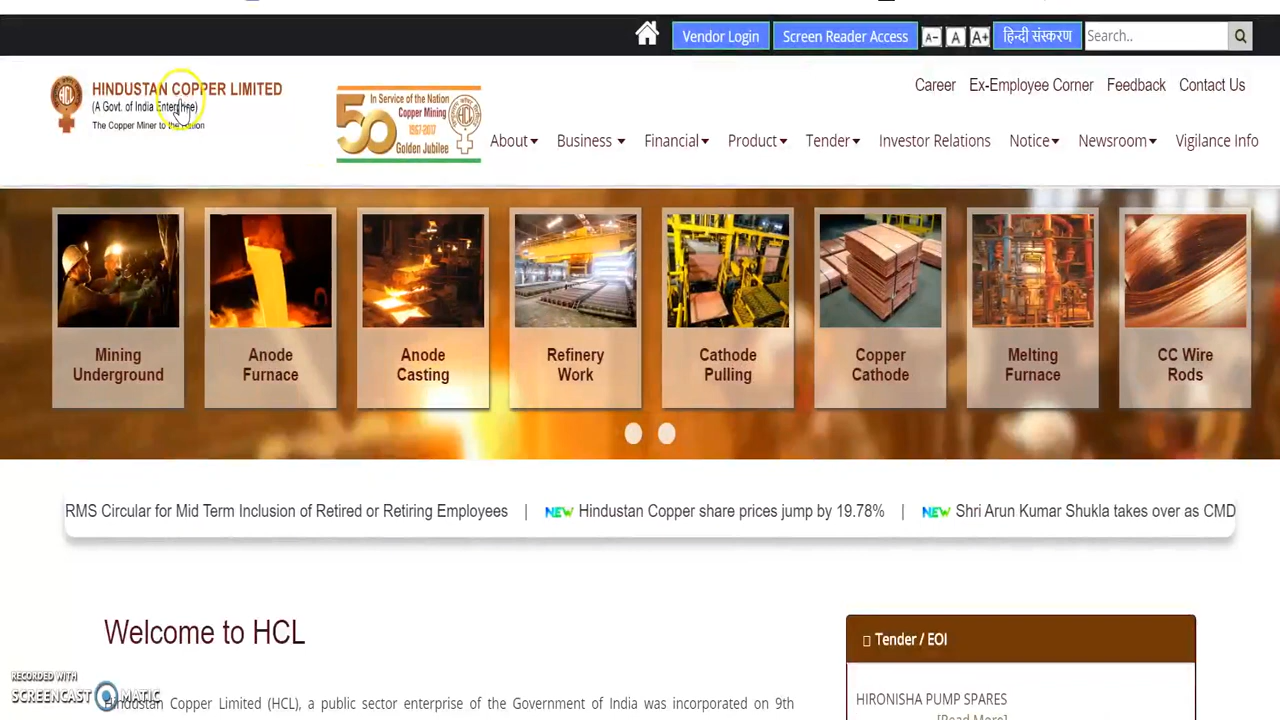 Vendor Login Screen Reader Access A- A A+ हिन्दी संस्करण Search..
HINDUSTAN COPPER LIMITED
(A Govt. of India Enterprise)
The Copper Miner to the Nation
HCL
50
In Service of the Nation
Copper Mining
1967-2017
Golden Jubilee
Career Ex-Employee Corner Feedback Contact Us
About Business Financial Product Tender Investor Relations Notice Newsroom Vigilance Info
Mining
Underground
Anode
Furnace
Anode
Casting
Refinery
Work
Cathode
Pulling
Copper
Cathode
Melting
Furnace
CC Wire
Rods
RMS Circular for Mid Term Inclusion of Retired or Retiring Employees | NEW Hindustan Copper share prices jump by 19.78% | NEW Shri Arun Kumar Shukla takes over as CMD
Welcome to HCL
Hindustan Copper Limited (HCL), a public sector enterprise of the Government of India was incorporated on 9th
Tender / EOI
HIRONISHA PUMP SPARES
[Read More]
RECORDED WITH
SCREENCAST MATIC